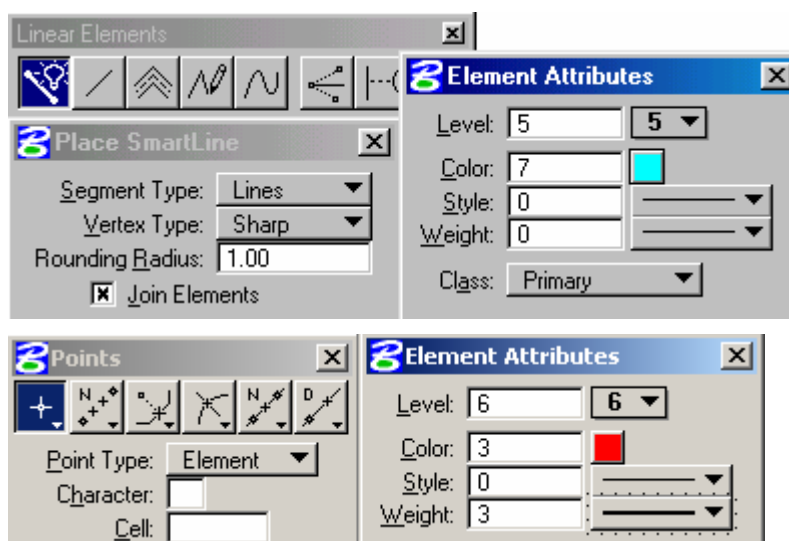 Linear Elements
Element Attributes
Level: 5 5
Color: 7
Style: 0
Weight: 0
Class: Primary
Place SmartLine
Segment Type: Lines
Vertex Type: Sharp
Rounding Radius: 1.00
Join Elements
Points
N N D
Point Type: Element
Character:
Cell:
Element Attributes
Level: 6 6
Color: 3
Style: 0
Weight: 3